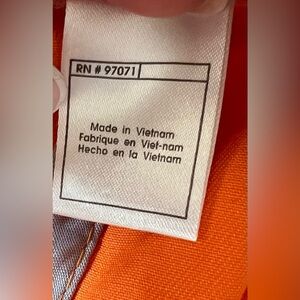 RN # 97071
Made in Vietnam
Fabrique en Viet-nam
Hecho en la Vietnam